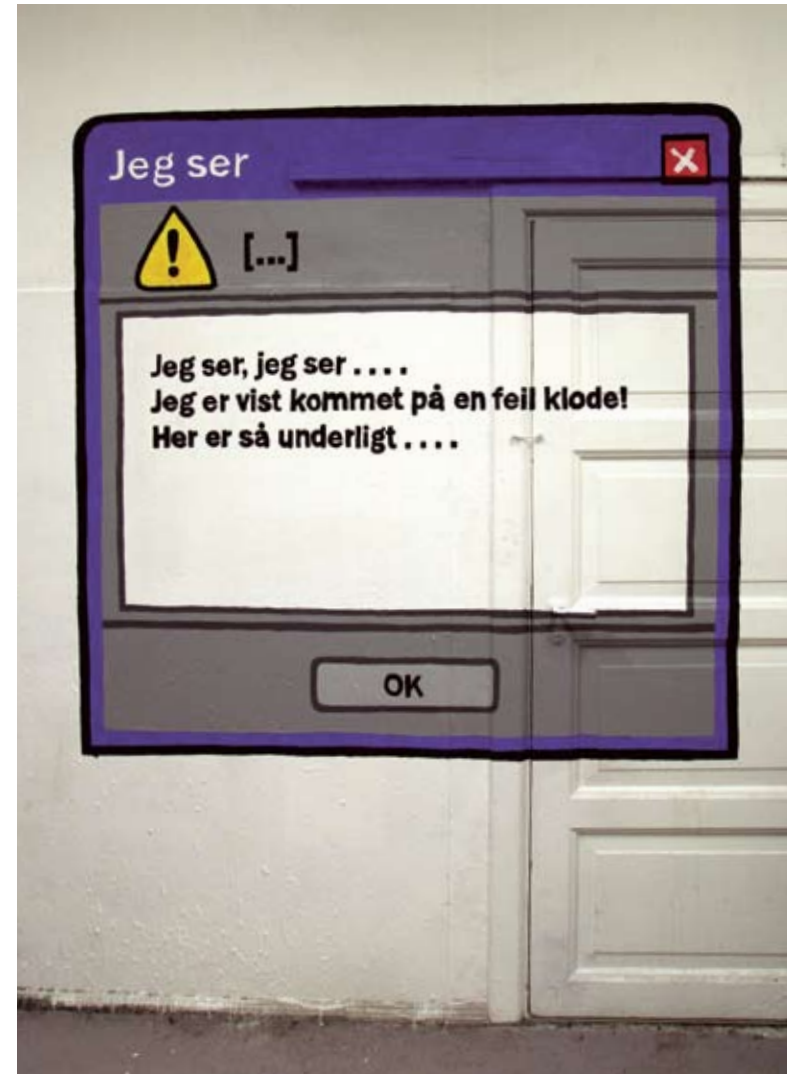 Jeg ser
[...]
Jeg ser, jeg ser ....
Jeg er vist kommet på en feil klode!
Her er så underligt ....
OK